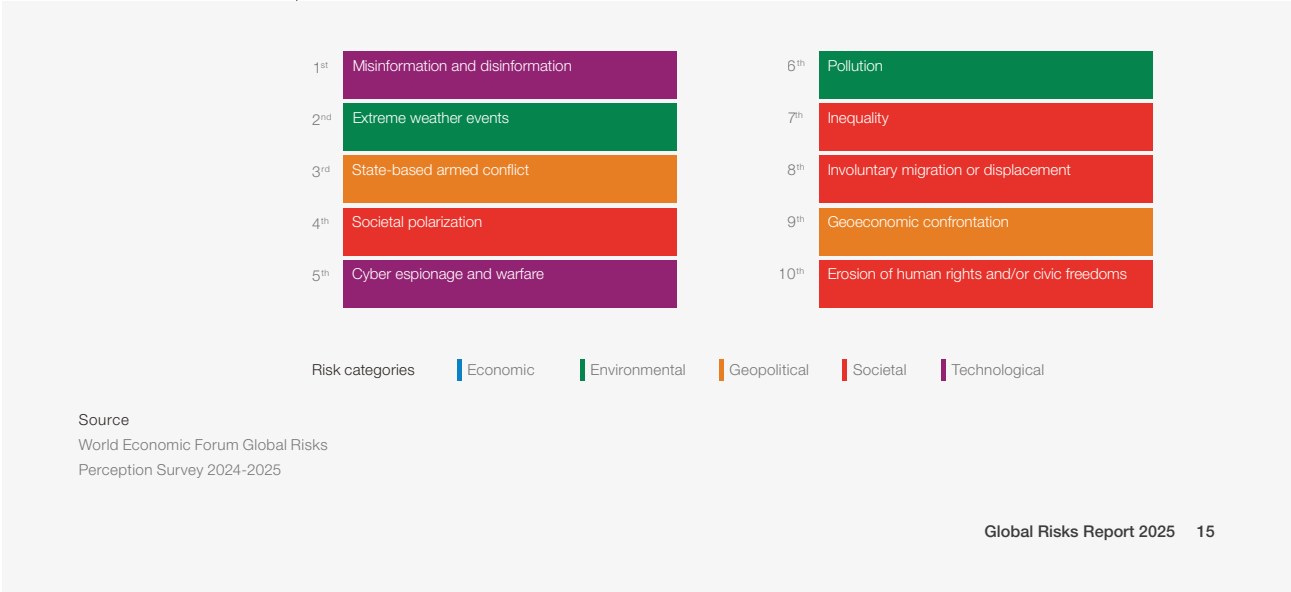 1st Misinformation and disinformation
2nd Extreme weather events
3rd State-based armed conflict
4th Societal polarization
5th Cyber espionage and warfare
6th Pollution
7th Inequality
8th Involuntary migration or displacement
9th Geoeconomic confrontation
10th Erosion of human rights and/or civic freedoms
Risk categories Economic Environmental Geopolitical Societal Technological
Source
World Economic Forum Global Risks
Perception Survey 2024-2025
Global Risks Report 2025 15